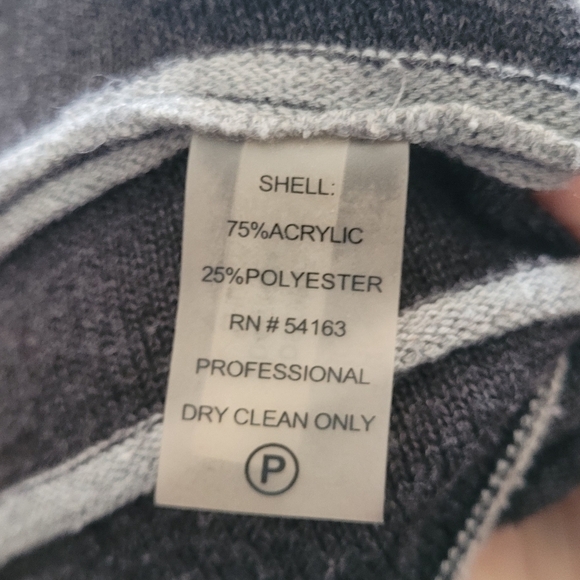 SHELL:
75%ACRYLIC
25%POLYESTER
RN # 54163
PROFESSIONAL
DRY CLEAN ONLY
P